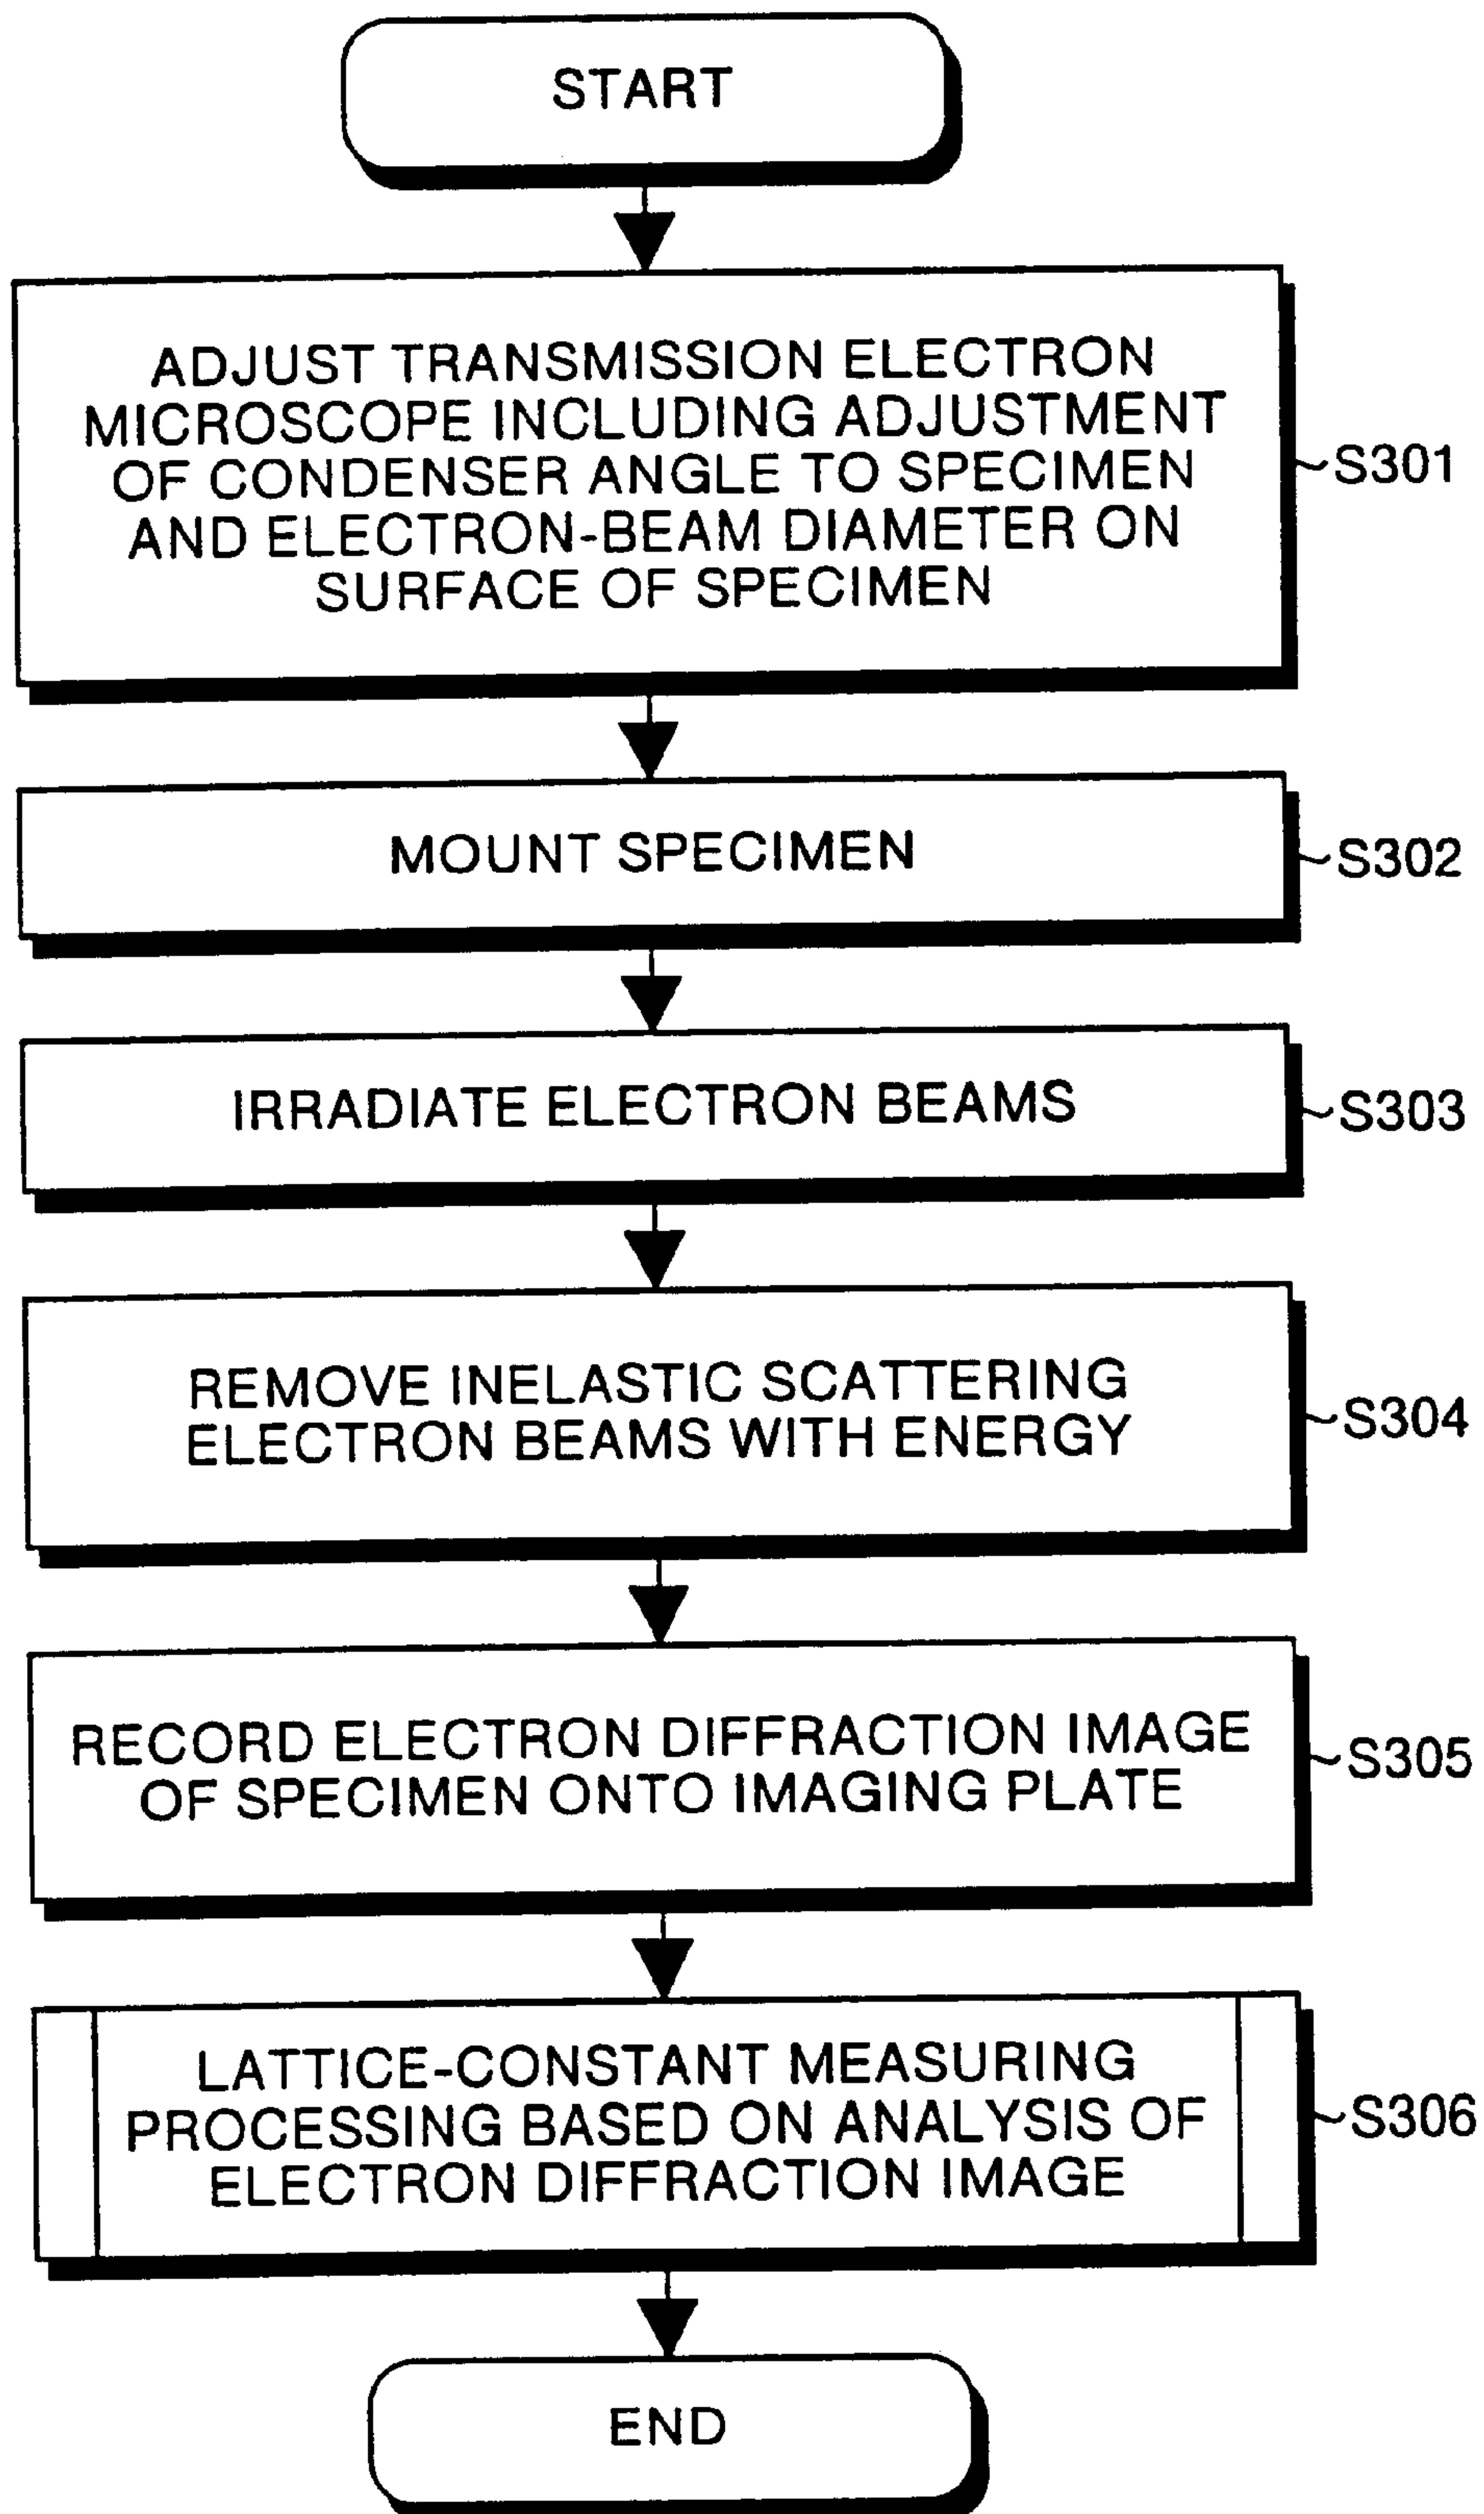 START
ADJUST TRANSMISSION ELECTRON
MICROSCOPE INCLUDING ADJUSTMENT
OF CONDENSER ANGLE TO SPECIMEN
AND ELECTRON-BEAM DIAMETER ON
SURFACE OF SPECIMEN
S301
MOUNT SPECIMEN
S302
IRRADIATE ELECTRON BEAMS
S303
REMOVE INELASTIC SCATTERING
ELECTRON BEAMS WITH ENERGY
S304
RECORD ELECTRON DIFFRACTION IMAGE
OF SPECIMEN ONTO IMAGING PLATE
S305
LATTICE-CONSTANT MEASURING
PROCESSING BASED ON ANALYSIS OF
ELECTRON DIFFRACTION IMAGE
S306
END